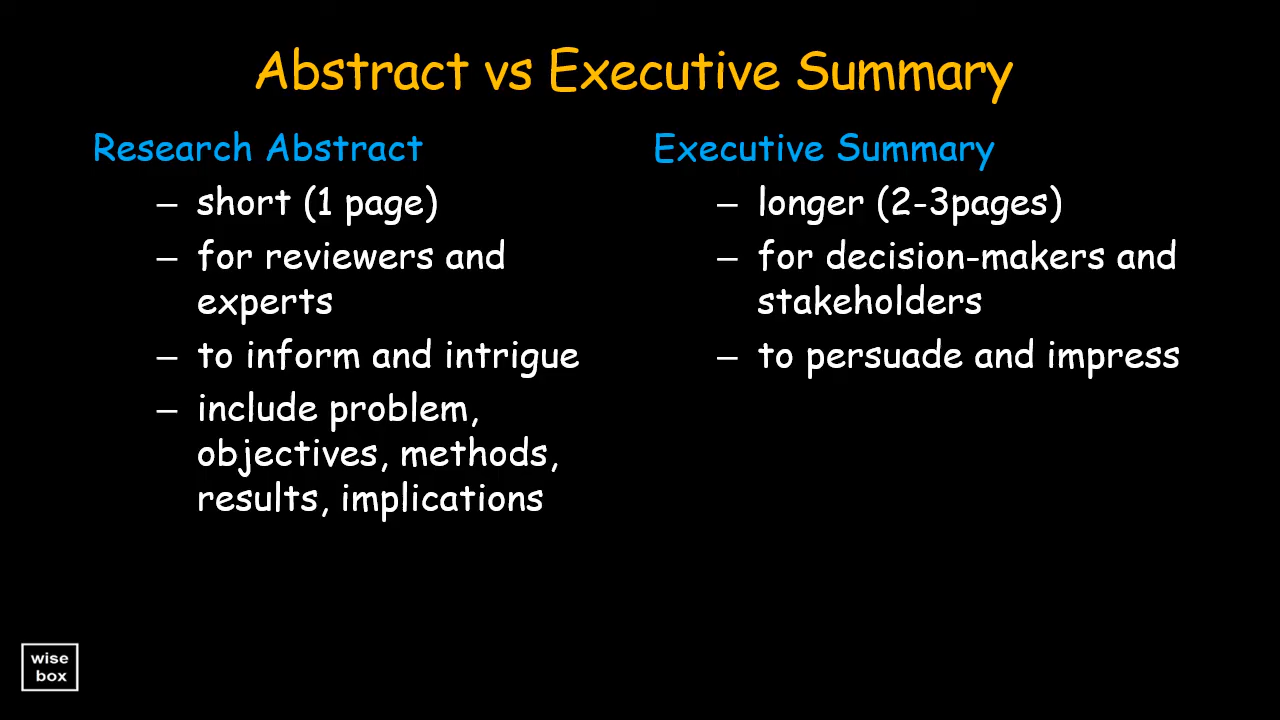 Abstract vs Executive Summary
Research Abstract
– short (1 page)
– for reviewers and
experts
– to inform and intrigue
– include problem,
objectives, methods,
results, implications
Executive Summary
– longer (2-3pages)
– for decision-makers and
stakeholders
– to persuade and impress
wise
box